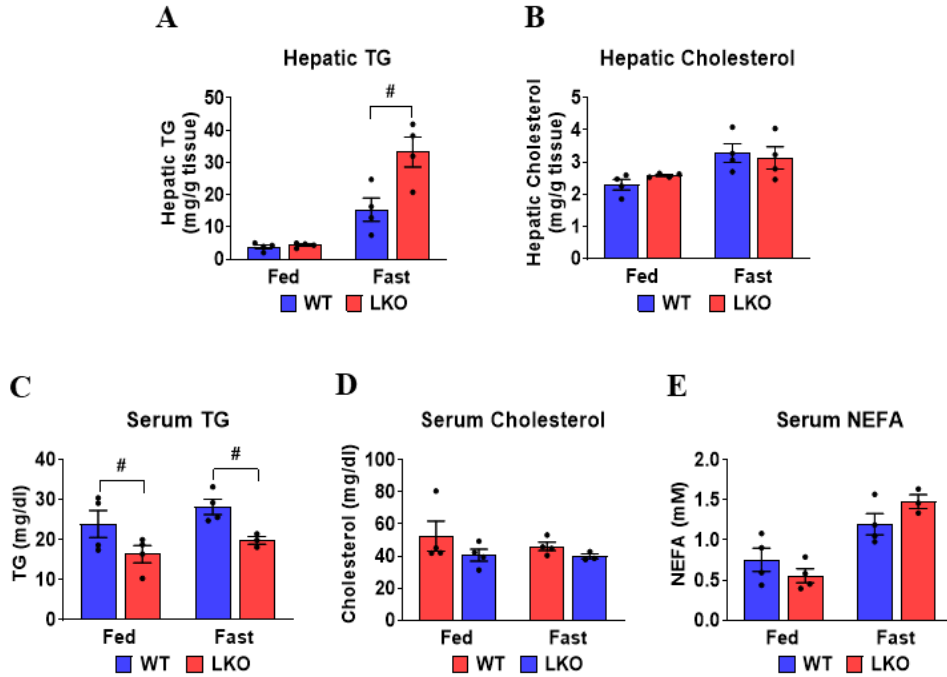 A
Hepatic TG
#
Hepatic TG
(mg/g tissue)
50
40
30
20
10
0
Fed
Fast
WT
LKO
B
Hepatic Cholesterol
Hepatic Cholesterol
(mg/g tissue)
5
4
3
2
1
0
Fed
Fast
WT
LKO
C
Serum TG
#
#
TG (mg/dl)
40
30
20
10
0
Fed
Fast
WT
LKO
D
Serum Cholesterol
Cholesterol (mg/dl)
100
80
60
40
20
0
Fed
Fast
WT
LKO
E
Serum NEFA
NEFA (mM)
2.0
1.5
1.0
0.5
0.0
Fed
Fast
WT
LKO